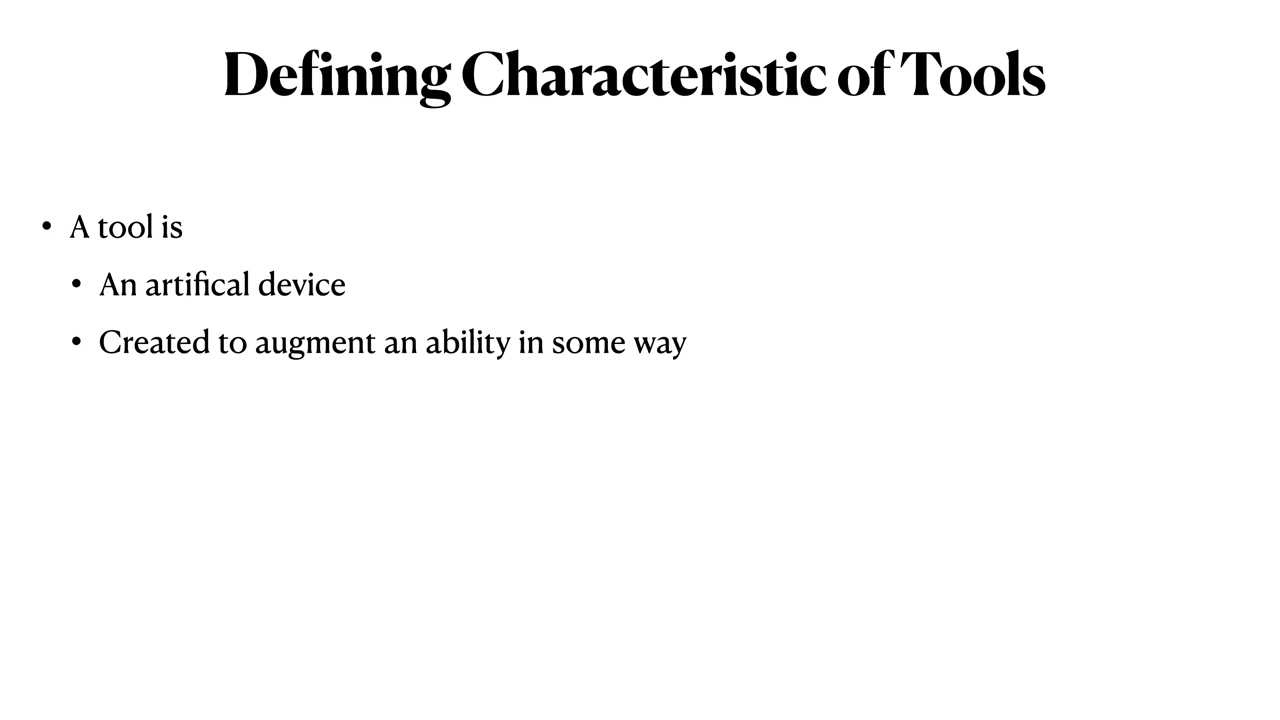 Defining Characteristic of Tools
• A tool is
• An artifical device
• Created to augment an ability in some way